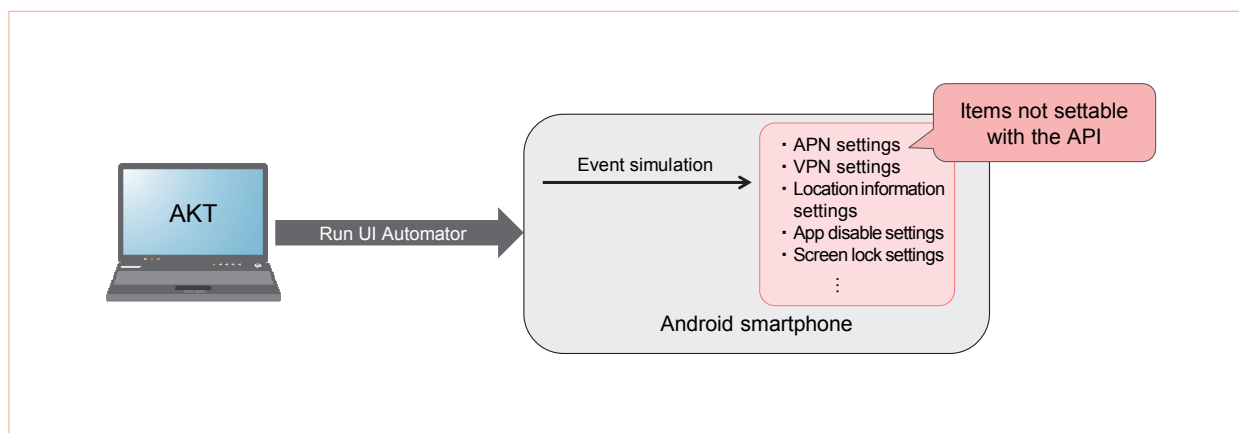 Items not settable
with the API
・APN settings
・VPN settings
・Location information
settings
・App disable settings
・Screen lock settings
⋮
Event simulation
AKT
Run UI Automator
Android smartphone